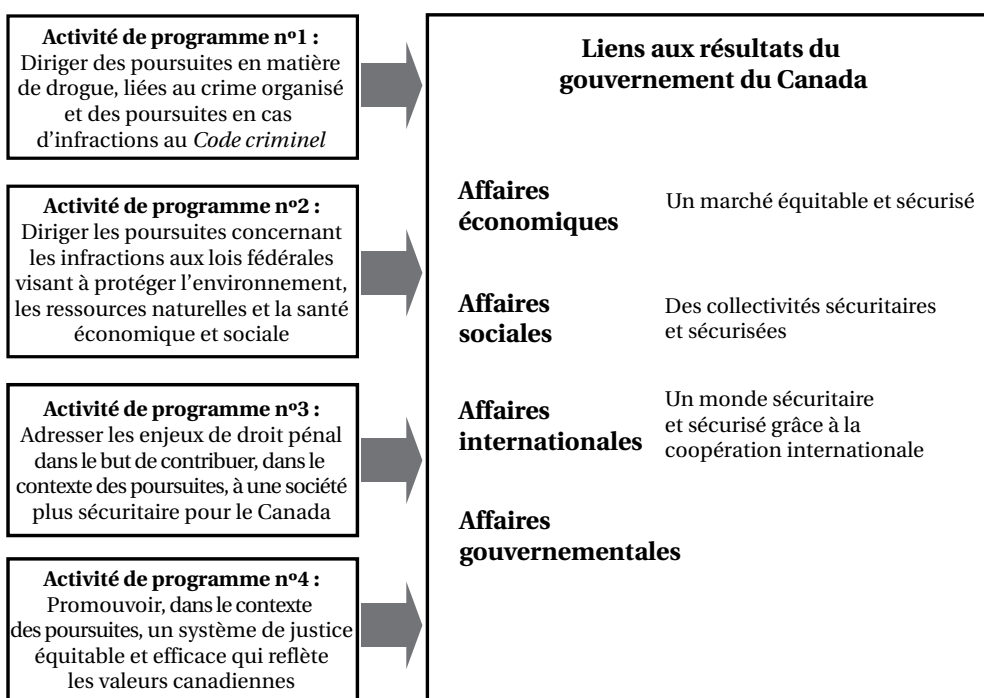 Activité de programme nº1 :
Diriger des poursuites en matière
de drogue, liées au crime organisé
et des poursuites en cas
d’infractions au Code criminel
Activité de programme nº2 :
Diriger les poursuites concernant
les infractions aux lois fédérales
visant à protéger l’environnement,
les ressources naturelles et la santé
économique et sociale
Activité de programme nº3 :
Adresser les enjeux de droit pénal
dans le but de contribuer, dans le
contexte des poursuites, à une société
plus sécuritaire pour le Canada
Activité de programme nº4 :
Promouvoir, dans le contexte
des poursuites, un système de justice
équitable et efficace qui reflète
les valeurs canadiennes
Liens aux résultats du
gouvernement du Canada
Affaires
économiques
Un marché équitable et sécurisé
Affaires
sociales
Des collectivités sécuritaires
et sécurisées
Affaires
internationales
Un monde sécuritaire
et sécurisé grâce à la
coopération internationale
Affaires
gouvernementales